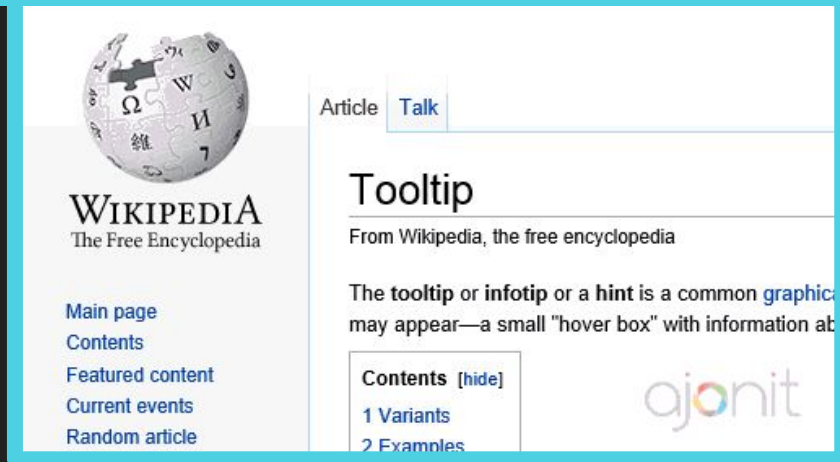 WIKIPEDIA
The Free Encyclopedia
Main page
Contents
Featured content
Current events
Random article
Article Talk
Tooltip
From Wikipedia, the free encyclopedia
The tooltip or infotip or a hint is a common
may appear—a small "hover box" with information
Contents [hide]
1 Variants
2 Examples
ajonit